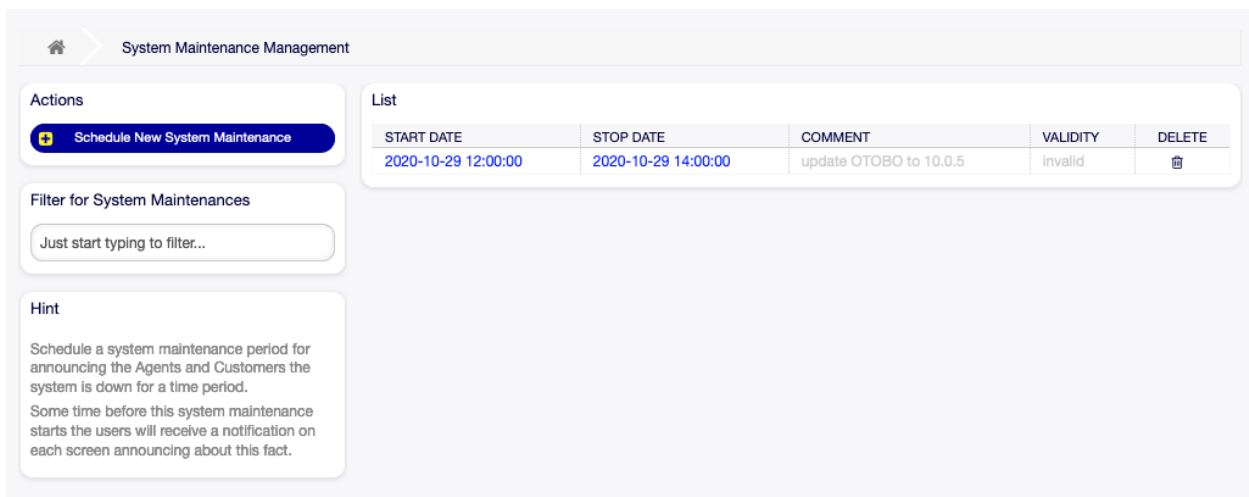 System Maintenance Management
Actions
Schedule New System Maintenance
Filter for System Maintenances
Just start typing to filter...
Hint
Schedule a system maintenance period for
announcing the Agents and Customers the
system is down for a time period.
Some time before this system maintenance
starts the users will receive a notification on
each screen announcing about this fact.
List
START DATE STOP DATE COMMENT VALIDITY DELETE
2020-10-29 12:00:00 2020-10-29 14:00:00 update OTOBO to 10.0.5 invalid